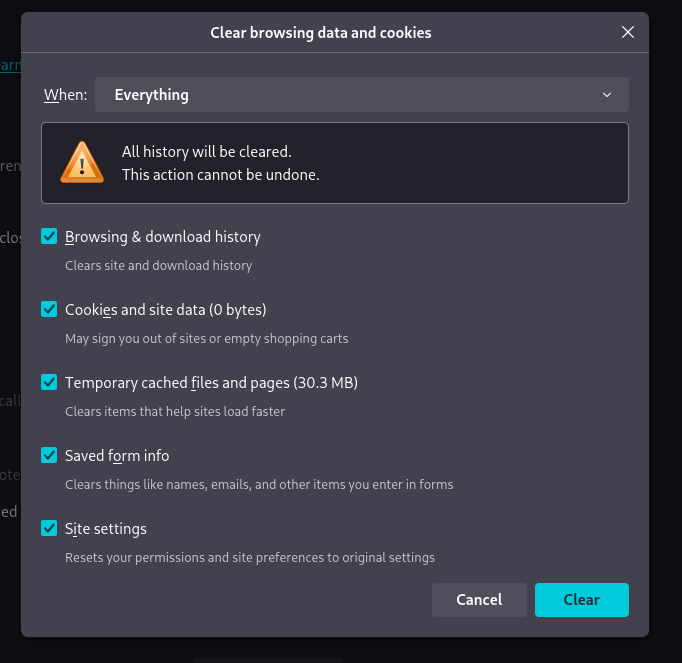 Clear browsing data and cookies
When: Everything
All history will be cleared.
This action cannot be undone.
Browsing & download history
Clears site and download history
Cookies and site data (0 bytes)
May sign you out of sites or empty shopping carts
Temporary cached files and pages (30.3 MB)
Clears items that help sites load faster
Saved form info
Clears things like names, emails, and other items you enter in forms
Site settings
Resets your permissions and site preferences to original settings
Cancel Clear